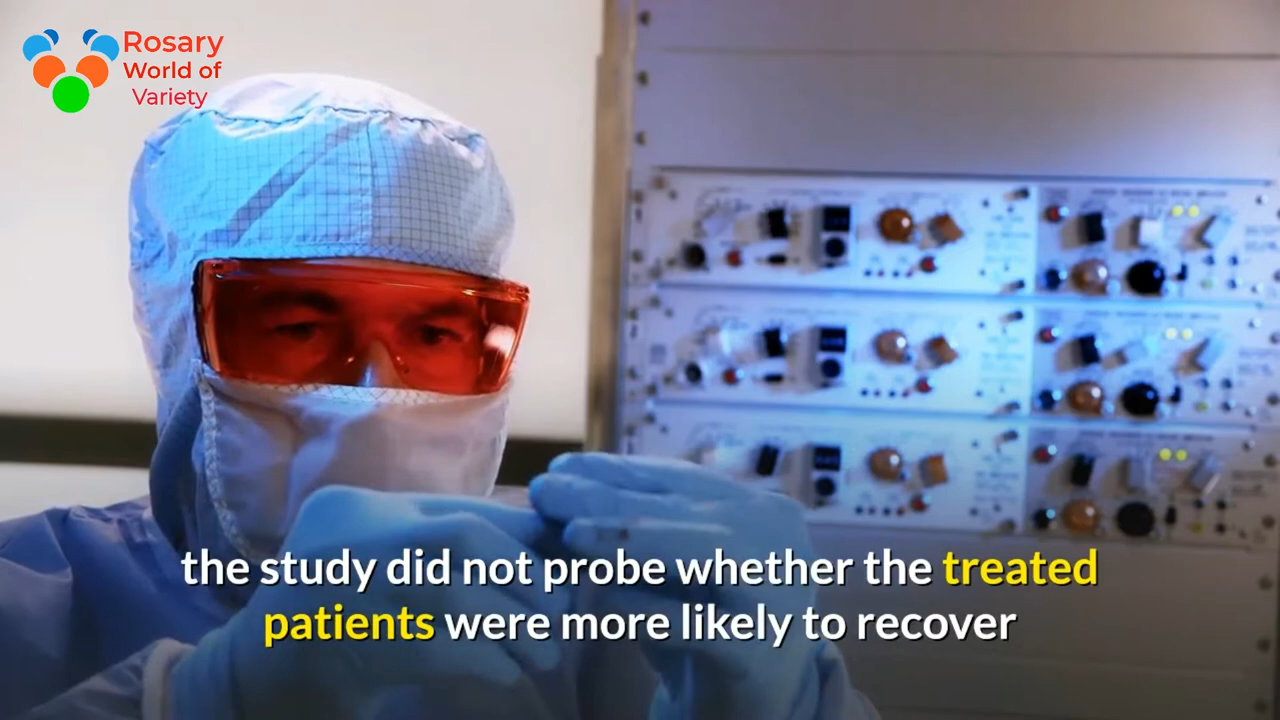 Rosary
World of
Variety
the study did not probe whether the treated
patients were more likely to recover